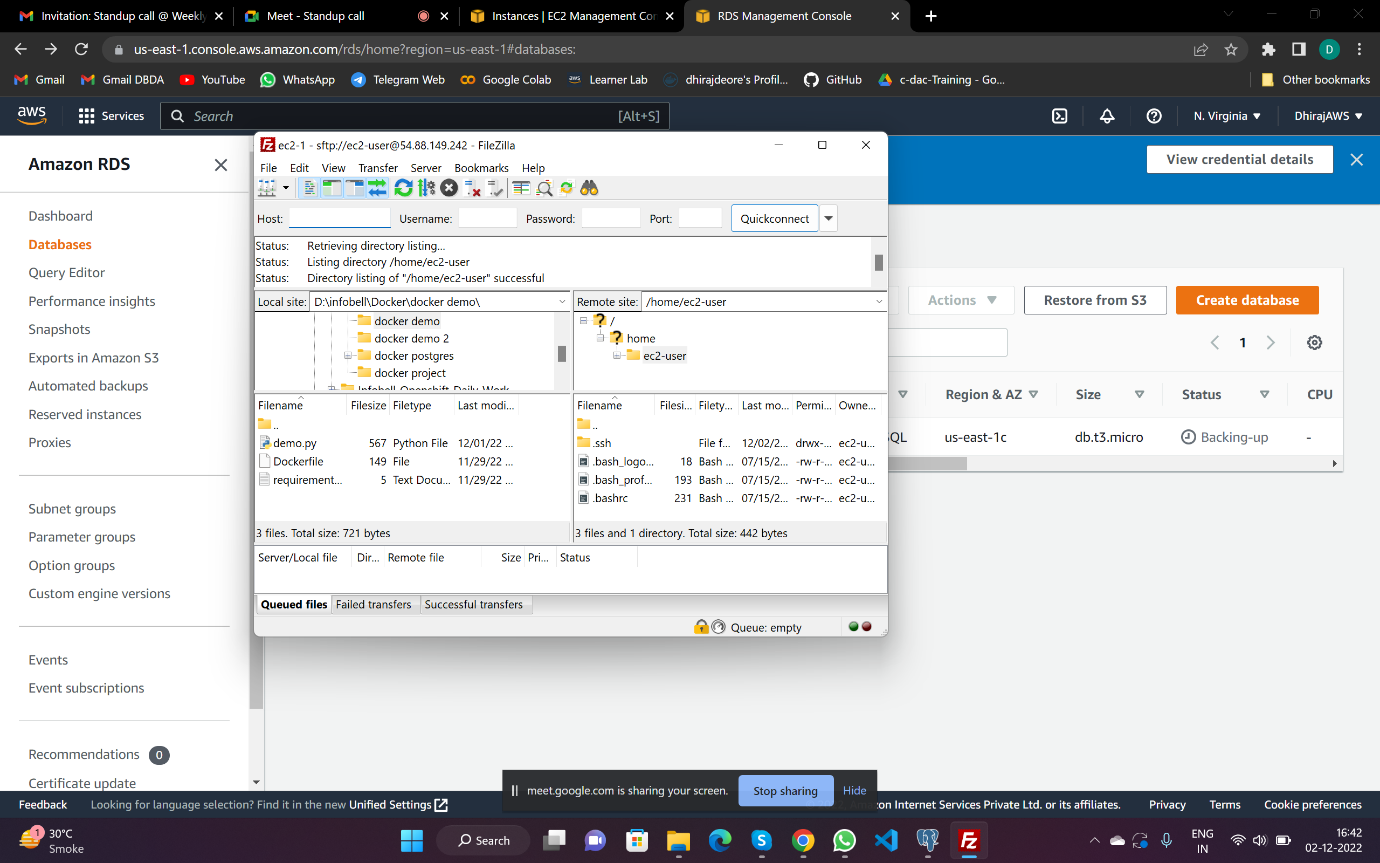 Invitation: Standup call @ Weekly
Meet - Standup call
Instances | EC2 Management Con
RDS Management Console
us-east-1.console.aws.amazon.com/rds/home?region=us-east-1#databases:
D
Gmail
Gmail DBDA
YouTube
WhatsApp
Telegram Web
Google Colab
Learner Lab
dhirajdeore's Profil...
GitHub
c-dac-Training - Go...
Other bookmarks
aws
Services
Search
[Alt+S]
N. Virginia
DhirajAWS
Amazon RDS
View credential details
Dashboard
Databases
Query Editor
Performance insights
Snapshots
Exports in Amazon S3
Automated backups
Reserved instances
Proxies
Subnet groups
Parameter groups
Option groups
Custom engine versions
Events
Event subscriptions
Recommendations 0
Certificate update
ec2-1 - sftp://ec2-user@54.88.149.242 - FileZilla
File Edit View Transfer Server Bookmarks Help
Host: Username: Password: Port: Quickconnect
Status: Retrieving directory listing...
Status: Listing directory /home/ec2-user
Status: Directory listing of "/home/ec2-user" successful
Local site: D:\infobell\Docker\docker demo\
docker demo
docker demo 2
docker postgres
docker project
Infobell Openshift Daily Work
Filename Filesize Filetype Last modi...
..
demo.py 567 Python File 12/01/22 ...
Dockerfile 149 File 11/29/22 ...
requirement... 5 Text Docu... 11/29/22 ...
3 files. Total size: 721 bytes
Remote site: /home/ec2-user
/
home
ec2-user
Filename Filesi... Filety... Last mo... Permi... Owne...
..
.ssh File f... 12/02/2... drwx-... ec2-u...
.bash_logo... 18 Bash ... 07/15/2... -rw-r-... ec2-u...
.bash_prof... 193 Bash ... 07/15/2... -rw-r-... ec2-u...
.bashrc 231 Bash ... 07/15/2... -rw-r-... ec2-u...
3 files and 1 directory. Total size: 442 bytes
Server/Local file Dir... Remote file Size Pri... Status
Queued files Failed transfers Successful transfers
Queue: empty
Actions
Restore from S3
Create database
1
Region & AZ
Size
Status
CPU
QL
us-east-1c
db.t3.micro
Backing-up
-
meet.google.com is sharing your screen.
Stop sharing
Hide
Feedback
Looking for language selection? Find it in the new Unified Settings
on Internet Services Private Ltd. or its affiliates.
Privacy
Terms
Cookie preferences
1
30°C
Smoke
Search
ENG
IN
16:42
02-12-2022